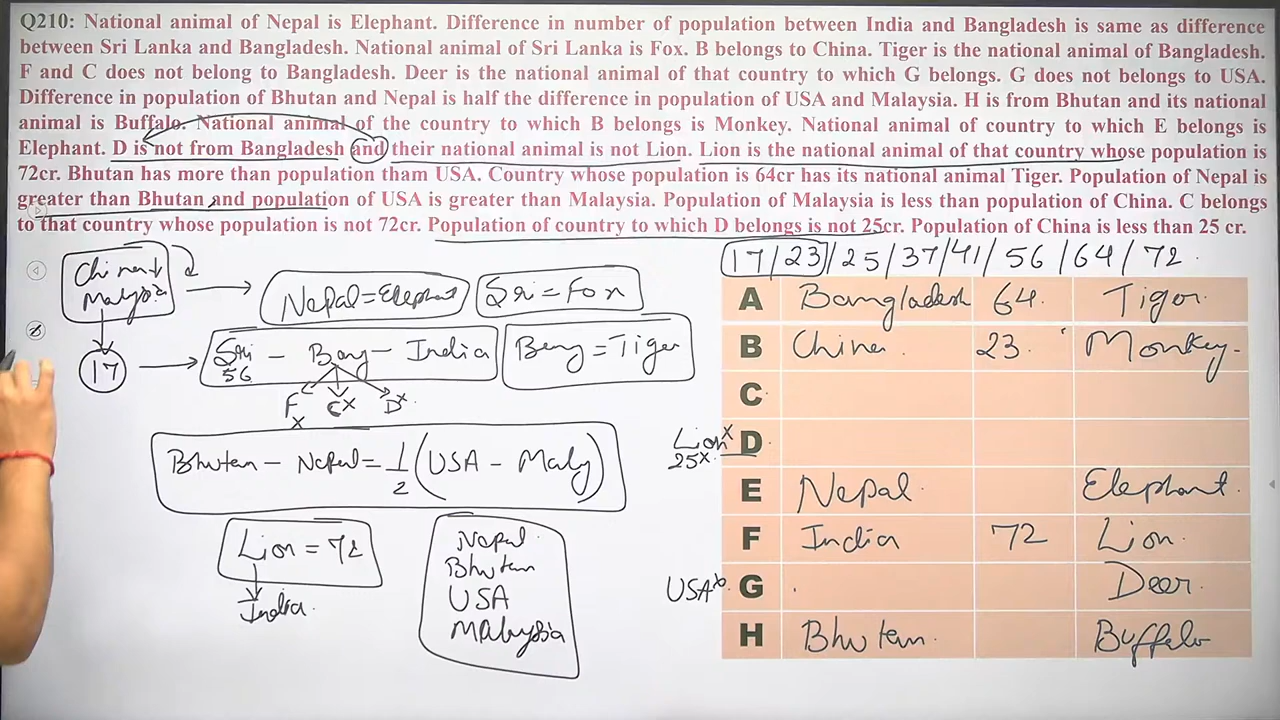 Q210: National animal of Nepal is Elephant. Difference in number of population between India and Bangladesh is same as difference
between Sri Lanka and Bangladesh. National animal of Sri Lanka is Fox. B belongs to China. Tiger is the national animal of Bangladesh.
F and C does not belong to Bangladesh. Deer is the national animal of that country to which G belongs. G does not belongs to USA.
Difference in population of Bhutan and Nepal is half the difference in population of USA and Malaysia. H is from Bhutan and its national
animal is Buffalo. National animal of the country to which B belongs is Monkey. National animal of country to which E belongs is
Elephant. D is not from Bangladesh and their national animal is not Lion. Lion is the national animal of that country whose population is
72cr. Bhutan has more than population tham USA. Country whose population is 64cr has its national animal Tiger. Population of Nepal is
greater than Bhutan and population of USA is greater than Malaysia. Population of Malaysia is less than population of China. C belongs
to that country whose population is not 72cr. Population of country to which D belongs is not 25cr. Population of China is less than 25 cr.
17/23/25/37/41/56/64/72
China
Malysia
17
Nepal=Elephant
Sri = Fox
Sri - Bang - India
56
F C D
x x x
Beng = Tiger
Bhutan - Nepal = 1/2 (USA - Maly)
Lion = 72
India
Nepal
Bhutan
USA
Malaysia
A Bangladesh 64 Tiger
B China 23 Monkey
C
Lion x D
25x
E Nepal Elephant
F India 72 Lion
USAx G Deer
H Bhutan Buffelo